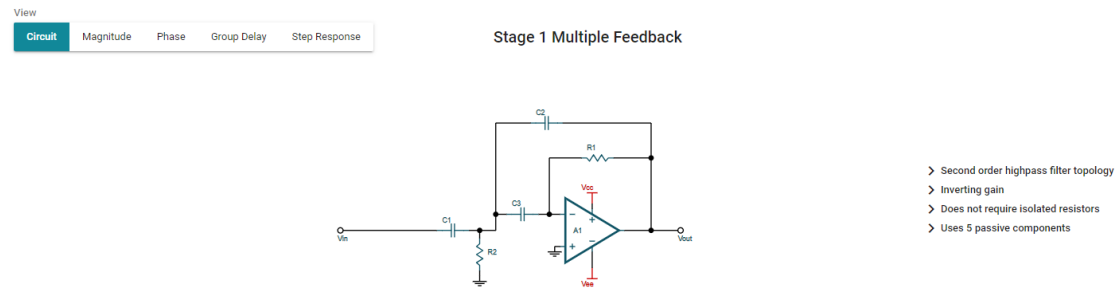 View
Circuit Magnitude Phase Group Delay Step Response
Stage 1 Multiple Feedback
C2
R1
Vcc
C3
C1
Vin
R2
A1
Vout
Vee
Second order highpass filter topology
Inverting gain
Does not require isolated resistors
Uses 5 passive components